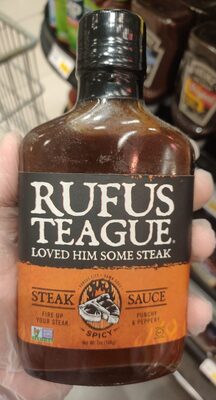 RUFUS
TEAGUE
LOVED HIM SOME STEAK
STEAK SAUCE
FIRE UP PUNCHY
YOUR STEAK & PEPPERY
SPICY